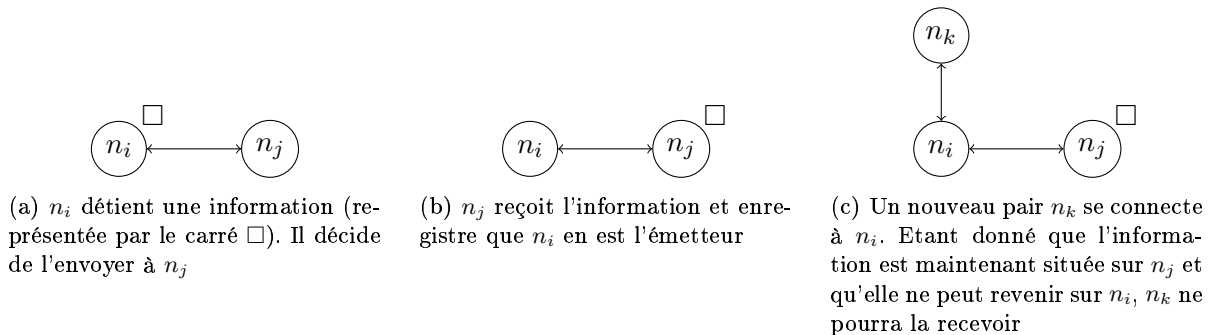 n_k
n_i □ n_j
n_i n_j □
n_i n_j □
(a) n_i détient une information (re-
présentée par le carré □). Il décide
de l'envoyer à n_j
(b) n_j reçoit l'information et enre-
gistre que n_i en est l'émetteur
(c) Un nouveau pair n_k se connecte
à n_i. Etant donné que l'informa-
tion est maintenant située sur n_j et
qu'elle ne peut revenir sur n_i, n_k ne
pourra la recevoir